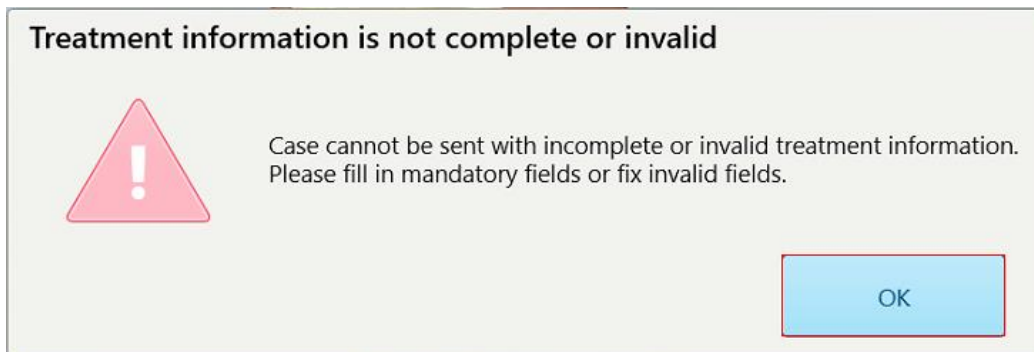 Treatment information is not complete or invalid
Case cannot be sent with incomplete or invalid treatment information.
Please fill in mandatory fields or fix invalid fields.
OK